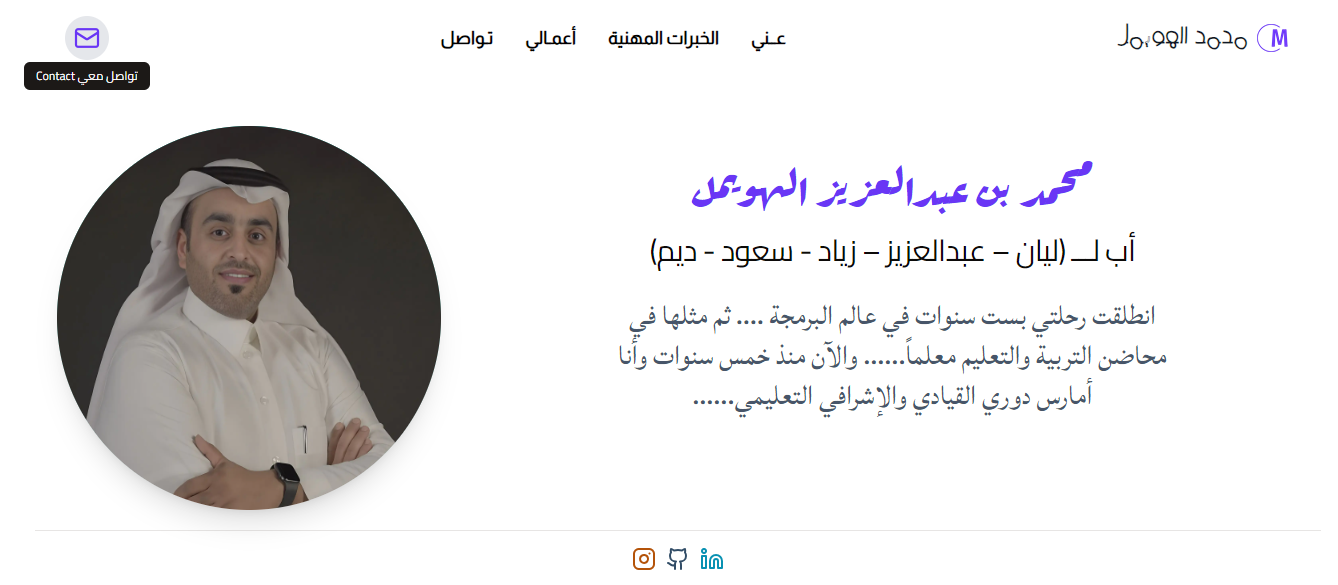 محمد الهويمل M
عـني
الخبرات المهنية
أعمـالي
تـواصل
تواصل معي Contact
محمد بن عبدالعزيز الهويمل
أب لـــ (ليان – عبدالعزيز – زياد - سعود - ديم)
انطلقت رحلتي بست سنوات في عالم البرمجة .... ثم مثلها في
محاضن التربية والتعليم معلماً...... والآن منذ خمس سنوات وأنا
أمارس دوري القيادي والإشرافي التعليمي......